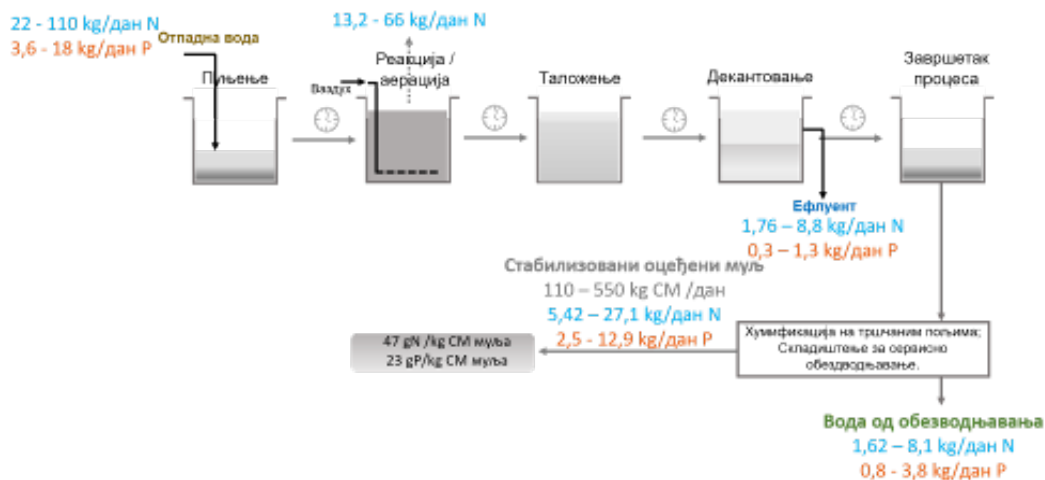 22 - 110 kg/дан N
3,6 - 18 kg/дан P
Отпадна вода
Пуњење
13,2 - 66 kg/дан N
Реакција /
аерација
Ваздух
Таложење
Декантовање
Завршетак
процеса
Ефлуент
1,76 – 8,8 kg/дан N
0,3 – 1,3 kg/дан P
Стабилизовани оцеђени муљ
110 – 550 kg СМ /дан
5,42 – 27,1 kg/дан N
2,5 - 12,9 kg/дан P
47 gN /kg СМ муља
23 gP/kg СМ муља
Хумификација на трщаним пољима;
Складиштење за сервисно
обездводњавање.
Вода од обезводњавања
1,62 – 8,1 kg/дан N
0,8 - 3,8 kg/дан P